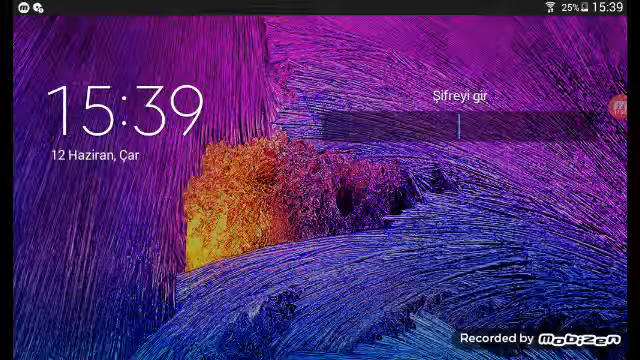 25% 15:39
15:39
12 Haziran, Çar
Şifreyi gir
Recorded by Mobizen